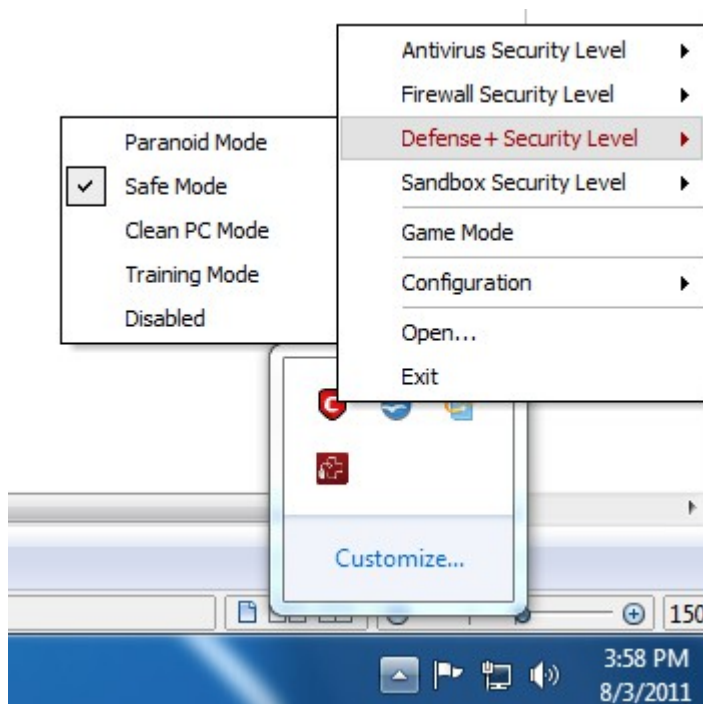 Antivirus Security Level
Firewall Security Level
Defense+ Security Level
Sandbox Security Level
Game Mode
Configuration
Open...
Exit
Paranoid Mode
Safe Mode
Clean PC Mode
Training Mode
Disabled
C
Customize...
150
3:58 PM
8/3/2011